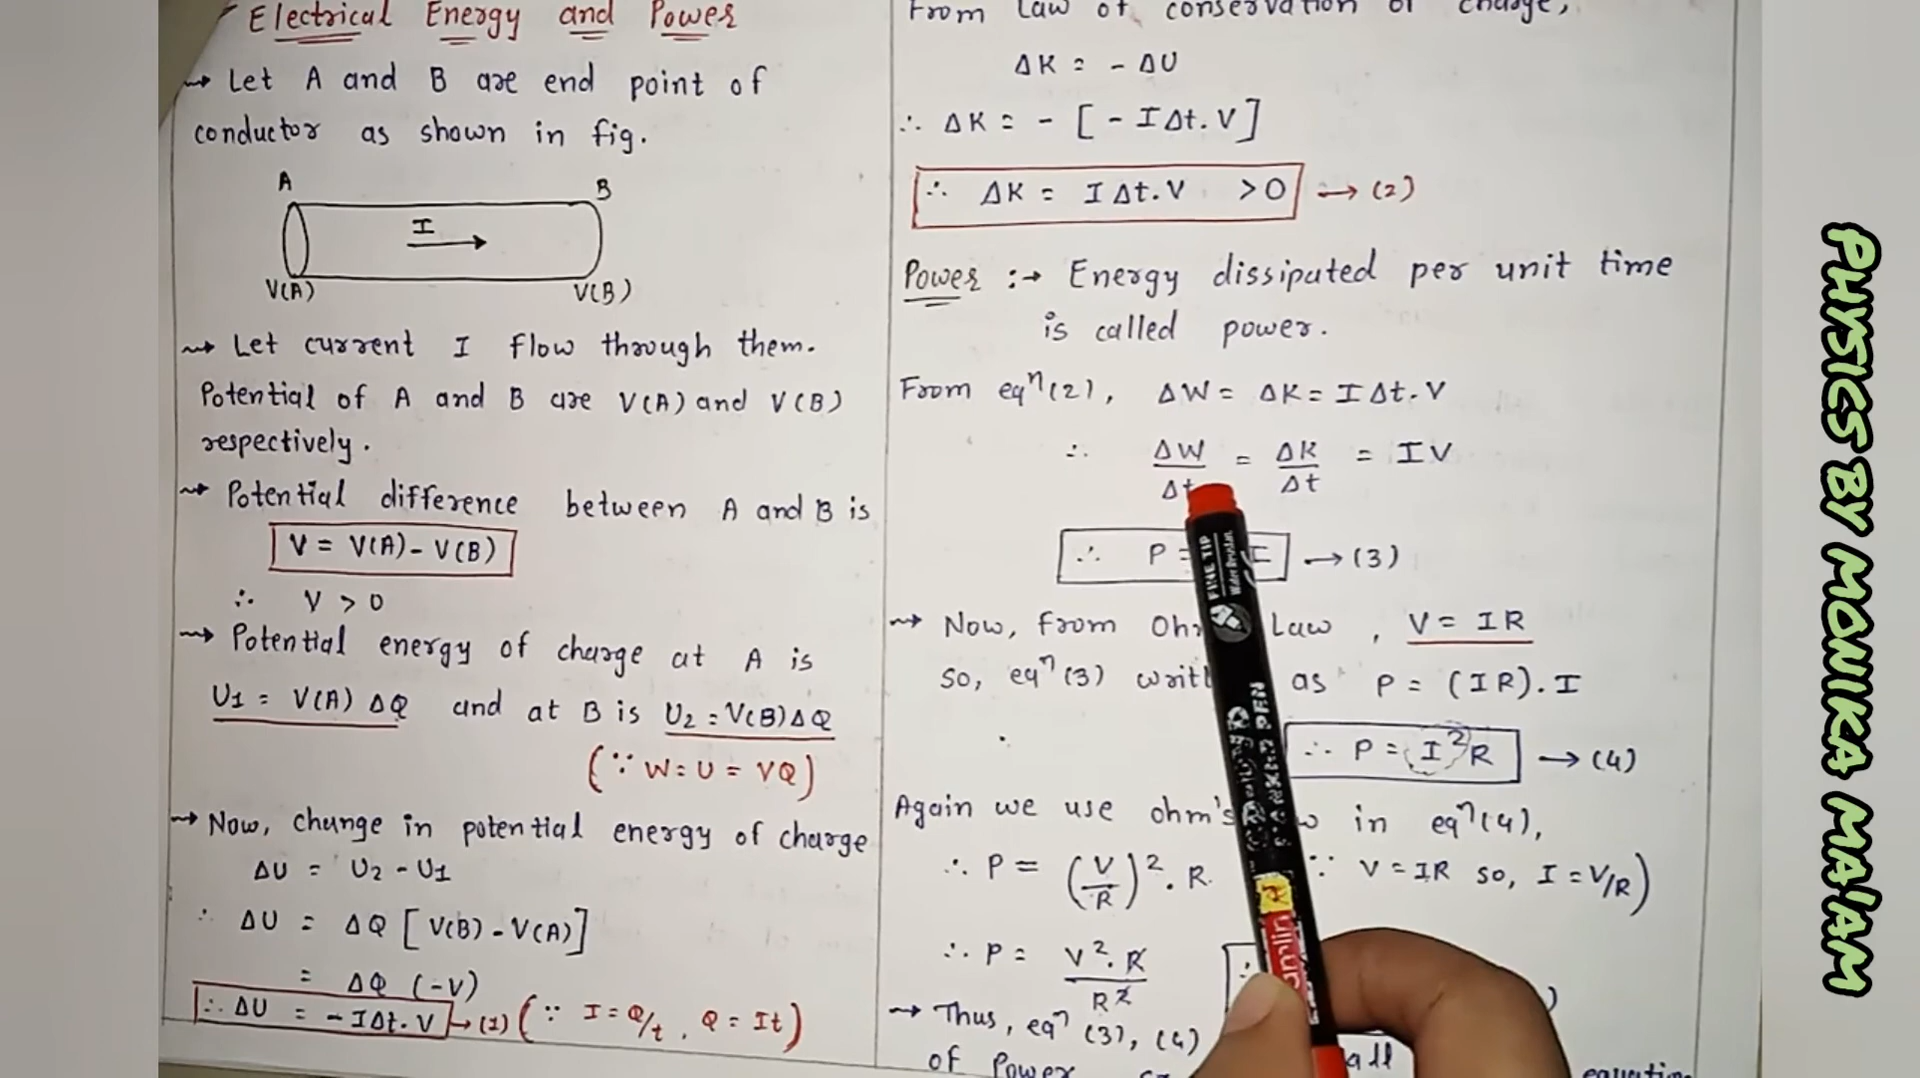 Electrical Energy and Power
⇝ Let A and B are end point of
conductor as shown in fig.
A
B
I
V(A)
V(B)
⇝ Let current I flow through them.
Potential of A and B are V(A) and V(B)
respectively.
⇝ Potential difference between A and B is
V = V(A) - V(B)
∴ V > 0
⇝ Potential energy of charge at A is
U1 = V(A) ΔQ and at B is U2 = V(B)ΔQ
(∵ W = U = VQ)
⇝ Now, change in potential energy of charge
ΔU = U2 - U1
∴ ΔU = ΔQ [V(B) - V(A)]
= ΔQ (-V)
∴ ΔU = - IΔt.V → (1) (∵ I = Q/t, Q = It)
From law of conservation of charge,
ΔK = - ΔU
∴ ΔK = - [- IΔt.V]
∴ ΔK = IΔt.V > 0 → (2)
Power :→ Energy dissipated per unit time
is called power.
From eqⁿ(2), ΔW = ΔK = IΔt.V
∴ ΔW/Δt = ΔK/Δt = IV
∴ P = I → (3)
⇝ Now, from Law, V = IR
so, eqⁿ(3) as P = (IR).I
∴ P = I²R → (4)
Again we use ohm's in eqⁿ(4),
∴ P = (V/R)².R ∵ V = IR so, I = V/R)
∴ P = V².R/R²
⇝ Thus, eqⁿ (3), (4) all
of Power equation
FINE TIP
PEN
PHYSICS BY MONIKA MA'AM